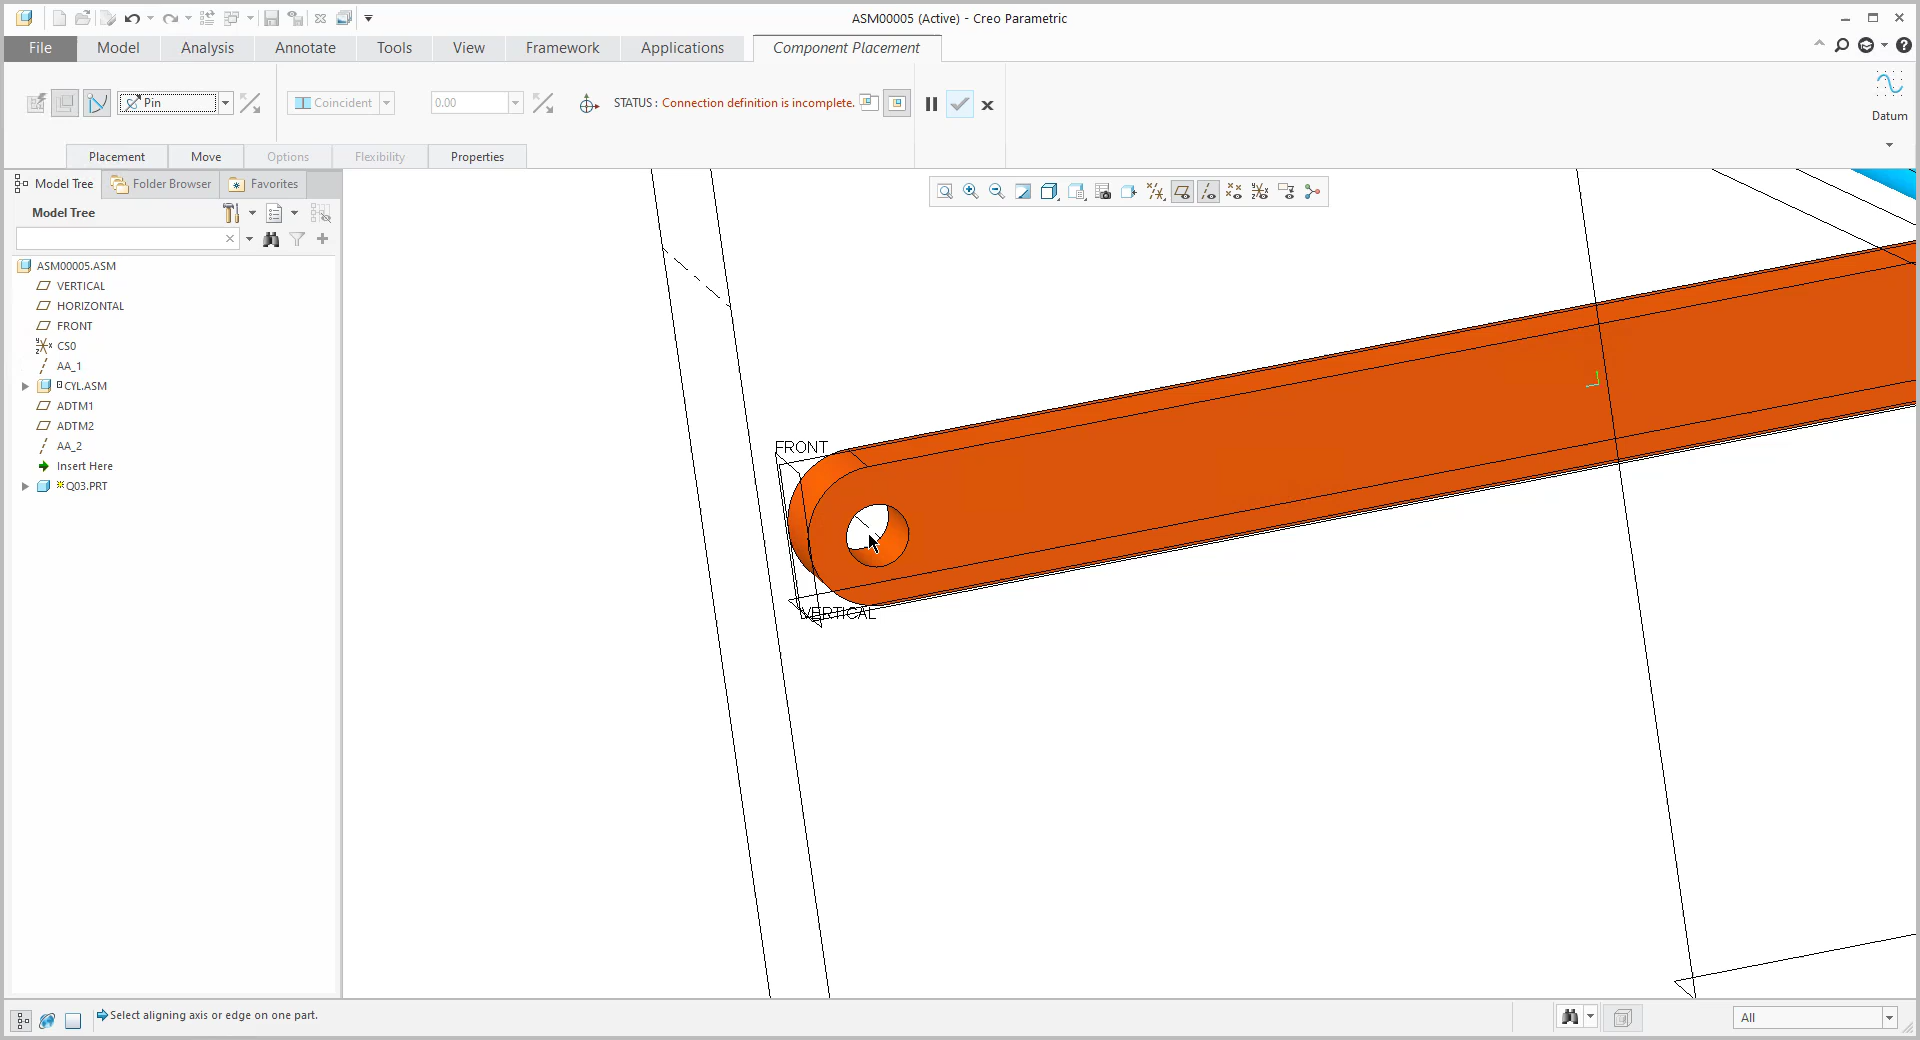 ASM00005 (Active) - Creo Parametric
File Model Analysis Annotate Tools View Framework Applications Component Placement
Pin Coincident 0.00 STATUS : Connection definition is incomplete.
Datum
Placement Move Options Flexibility Properties
Model Tree Folder Browser Favorites
Model Tree
ASM00005.ASM
VERTICAL
HORIZONTAL
FRONT
CS0
AA_1
CYL.ASM
ADTM1
ADTM2
AA_2
Insert Here
Q03.PRT
FRONT
VERTICAL
Select aligning axis or edge on one part.
All